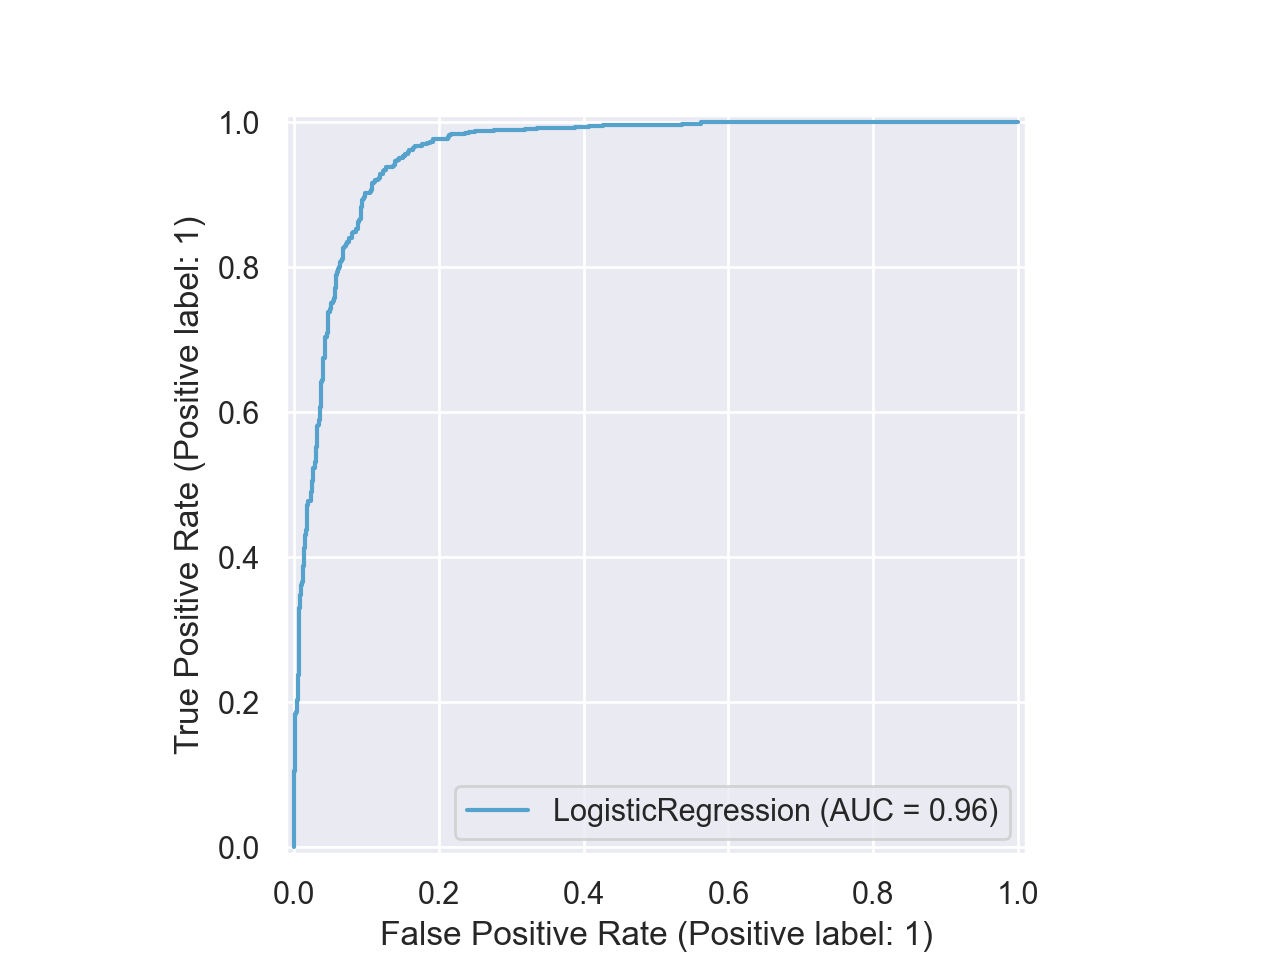 1.0
0.8
0.6
0.4
0.2
0.0
True Positive Rate (Positive label: 1)
LogisticRegression (AUC = 0.96)
0.0 0.2 0.4 0.6 0.8 1.0
False Positive Rate (Positive label: 1)